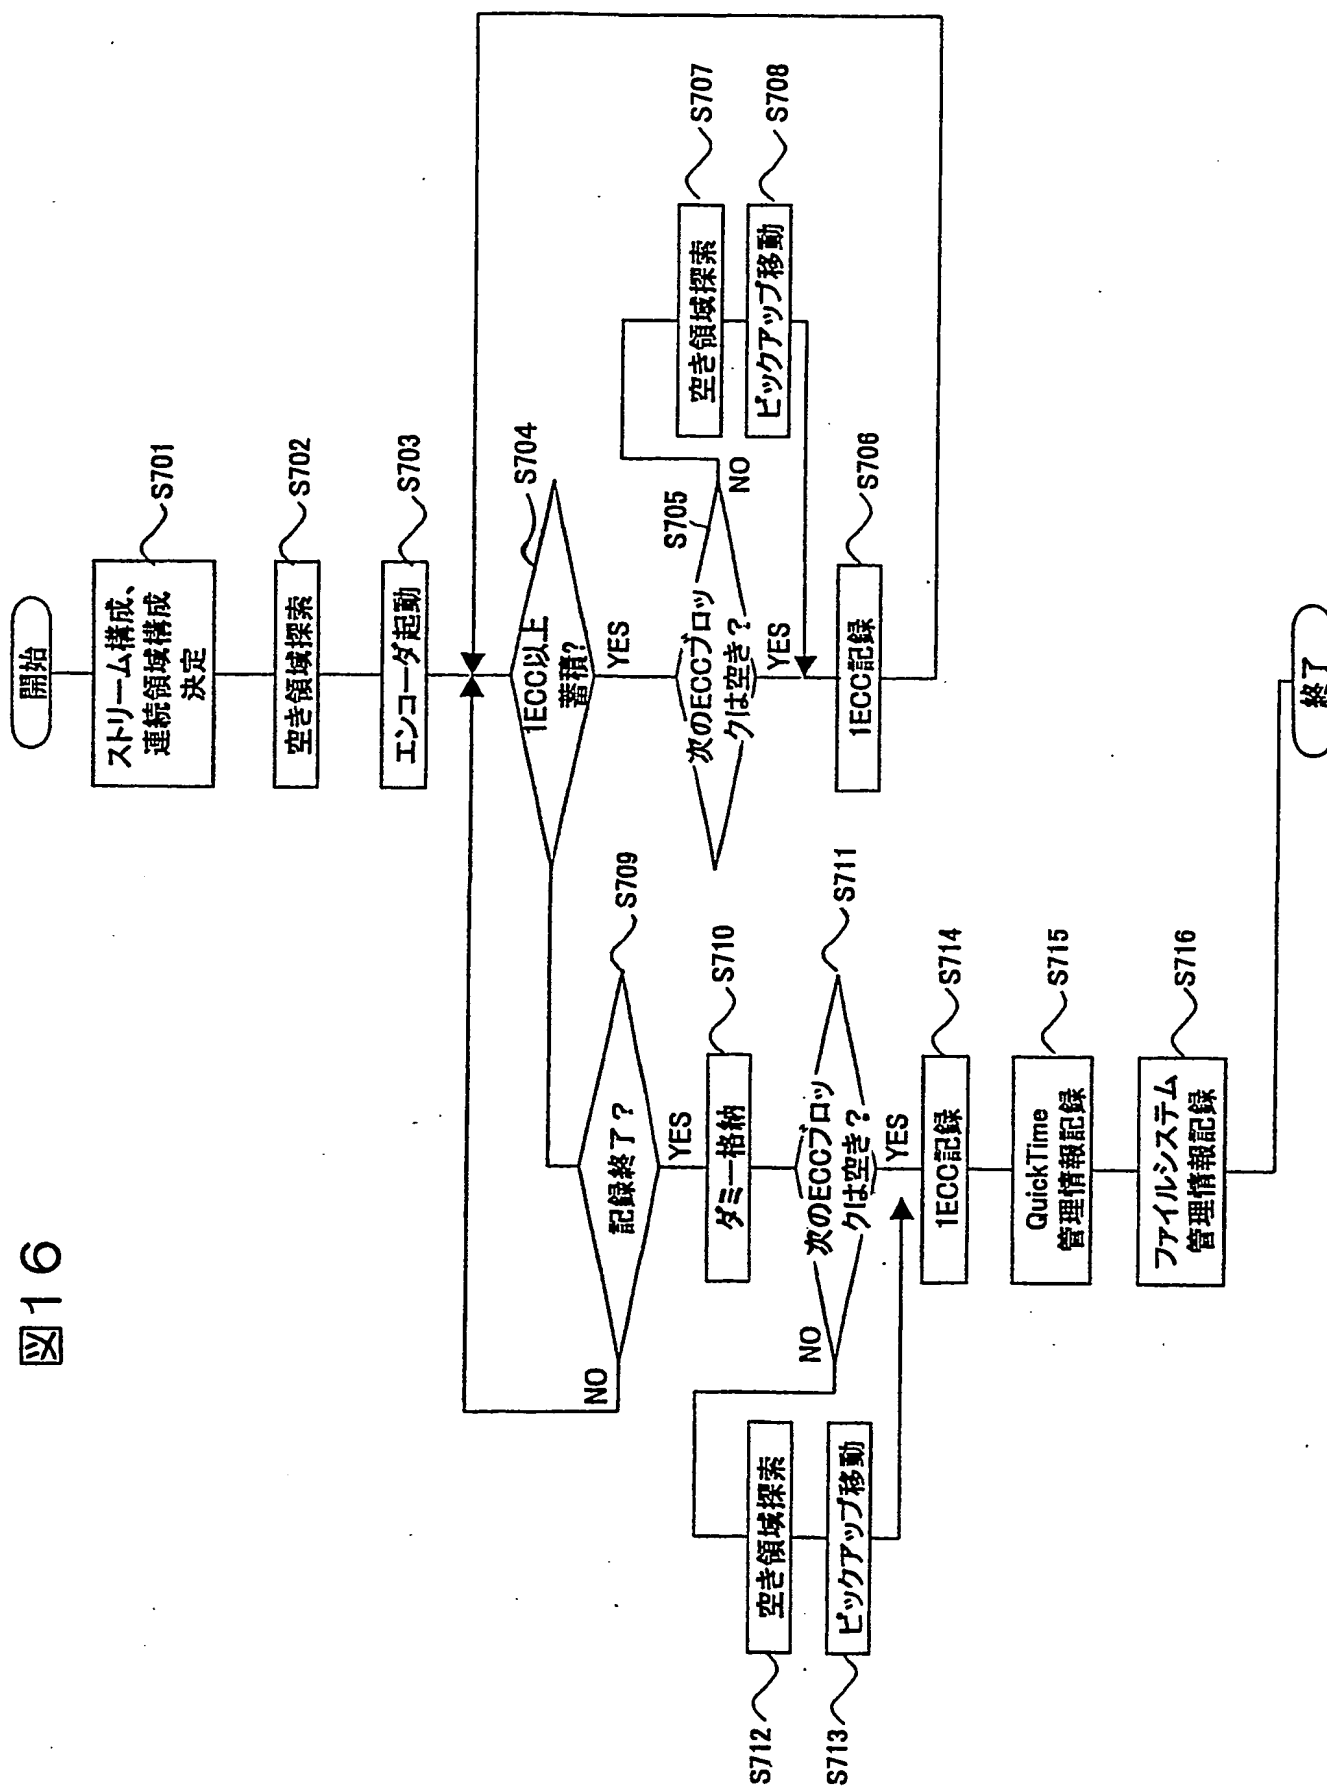 図16
開始
ストリーム構成、
連続領域構成
決定
S701
空き領域探索
S702
エンコーダ起動
S703
1ECC以上
蓄積?
S704
YES
次のECCブロッ
クは空き?
S705
NO
YES
空き領域探索
S707
ピックアップ移動
S708
1ECC記録
S706
記録終了?
S709
NO
YES
ダミー格納
S710
次のECCブロッ
クは空き?
S711
NO
YES
空き領域探索
S712
ピックアップ移動
S713
1ECC記録
S714
QuickTime
管理情報記録
S715
ファイルシステム
管理情報記録
S716
終了